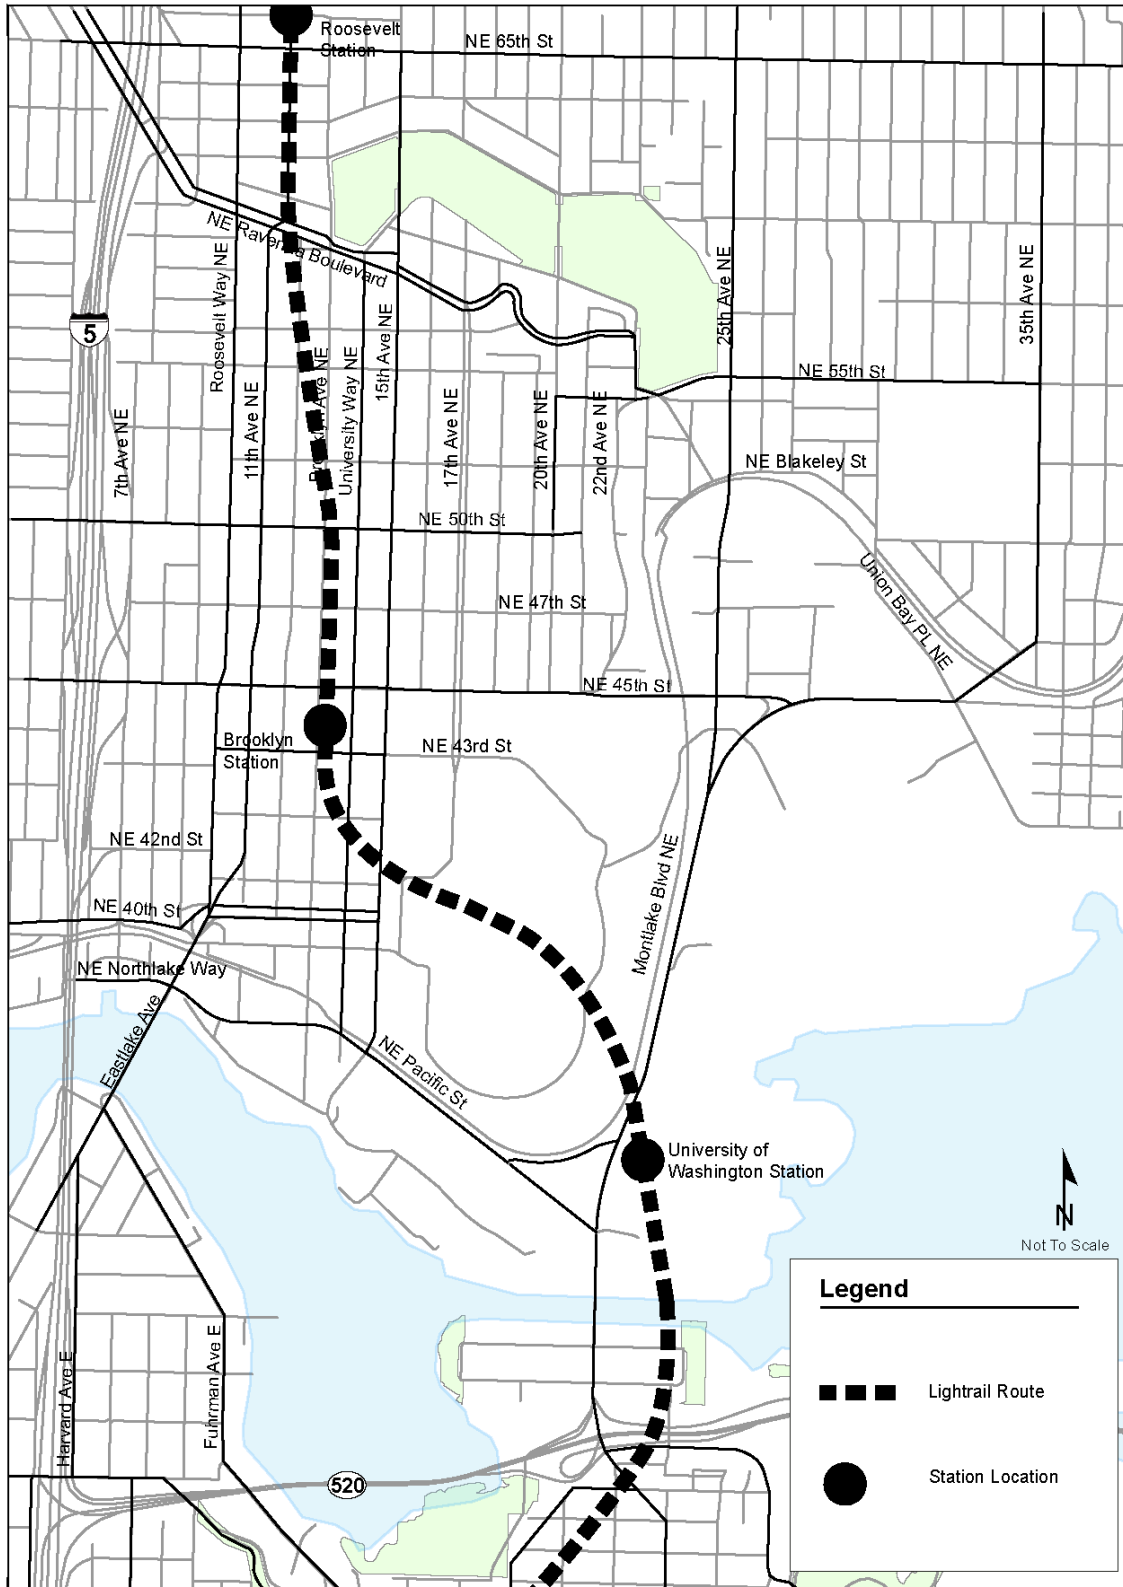 Roosevelt
Station
NE 65th St
NE Ravenna Boulevard
Roosevelt Way NE
25th Ave NE
35th Ave NE
5
15th Ave NE
Brooklyn Ave NE
University Way NE
NE 55th St
7th Ave NE
11th Ave NE
17th Ave NE
20th Ave NE
22nd Ave NE
NE Blakeley St
NE 50th St
Union Bay PL NE
NE 47th St
NE 45th St
Brooklyn
Station
NE 43rd St
NE 42nd St
Montlake Blvd NE
NE 40th St
NE Northlake Way
Eastlake Ave
NE Pacific St
University of
Washington Station
N
Not To Scale
Legend
Harvard Ave E
Fuhrman Ave E
Lightrail Route
520
Station Location